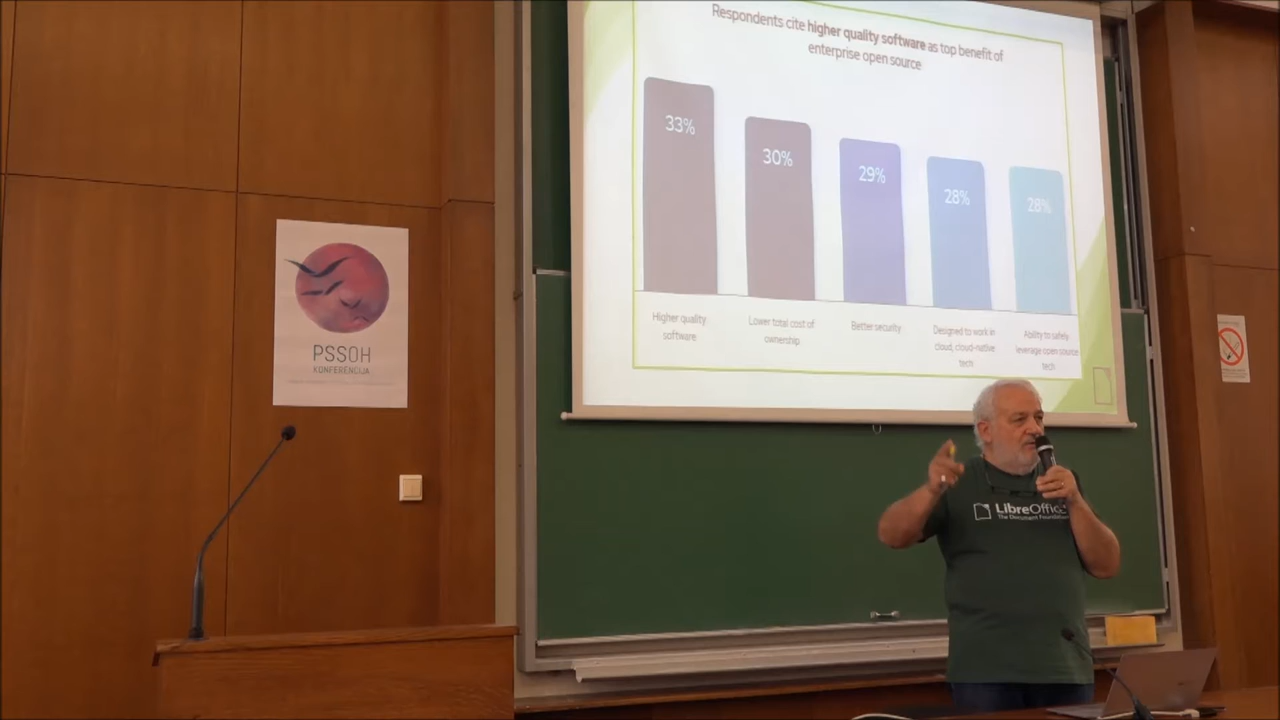 Respondents cite higher quality software as top benefit of
enterprise open source
33%
30%
29%
28%
28%
Higher quality
software
Lower total cost of
ownership
Better security
Designed to work in
cloud, cloud-native
tech
Ability to safely
leverage open source
tech
PSSOH
KONFERENCIJA
LibreOffic
The Document Foundation